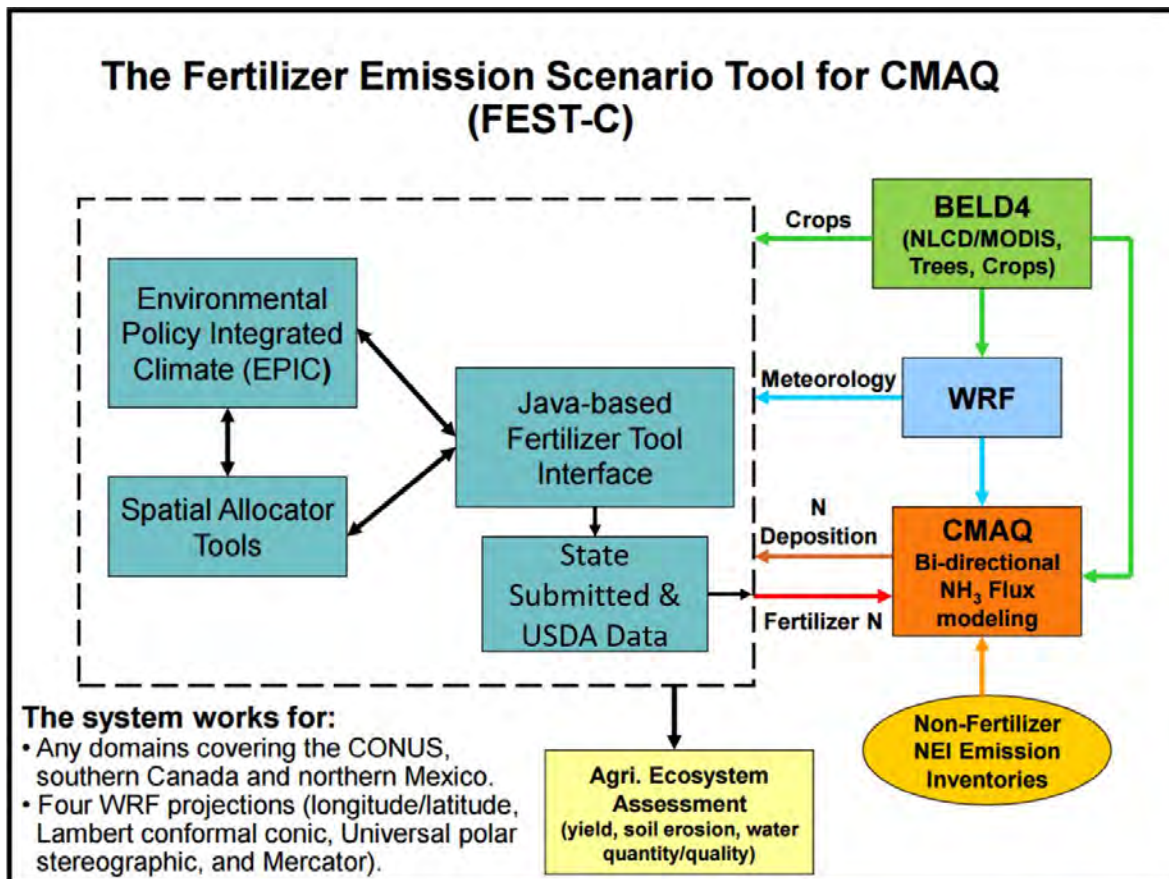 The Fertilizer Emission Scenario Tool for CMAQ
(FEST-C)
BELD4
(NLCD/MODIS,
Trees, Crops)
Crops
Environmental
Policy Integrated
Climate (EPIC)
Java-based
Fertilizer Tool
Interface
Meteorology
WRF
Spatial Allocator
Tools
State
Submitted &
USDA Data
N
Deposition
Fertilizer N
CMAQ
Bi-directional
NH₃ Flux
modeling
Non-Fertilizer
NEI Emission
Inventories
Agri. Ecosystem
Assessment
(yield, soil erosion, water
quantity/quality)
The system works for:
• Any domains covering the CONUS,
southern Canada and northern Mexico.
• Four WRF projections (longitude/latitude,
Lambert conformal conic, Universal polar
stereographic, and Mercator).